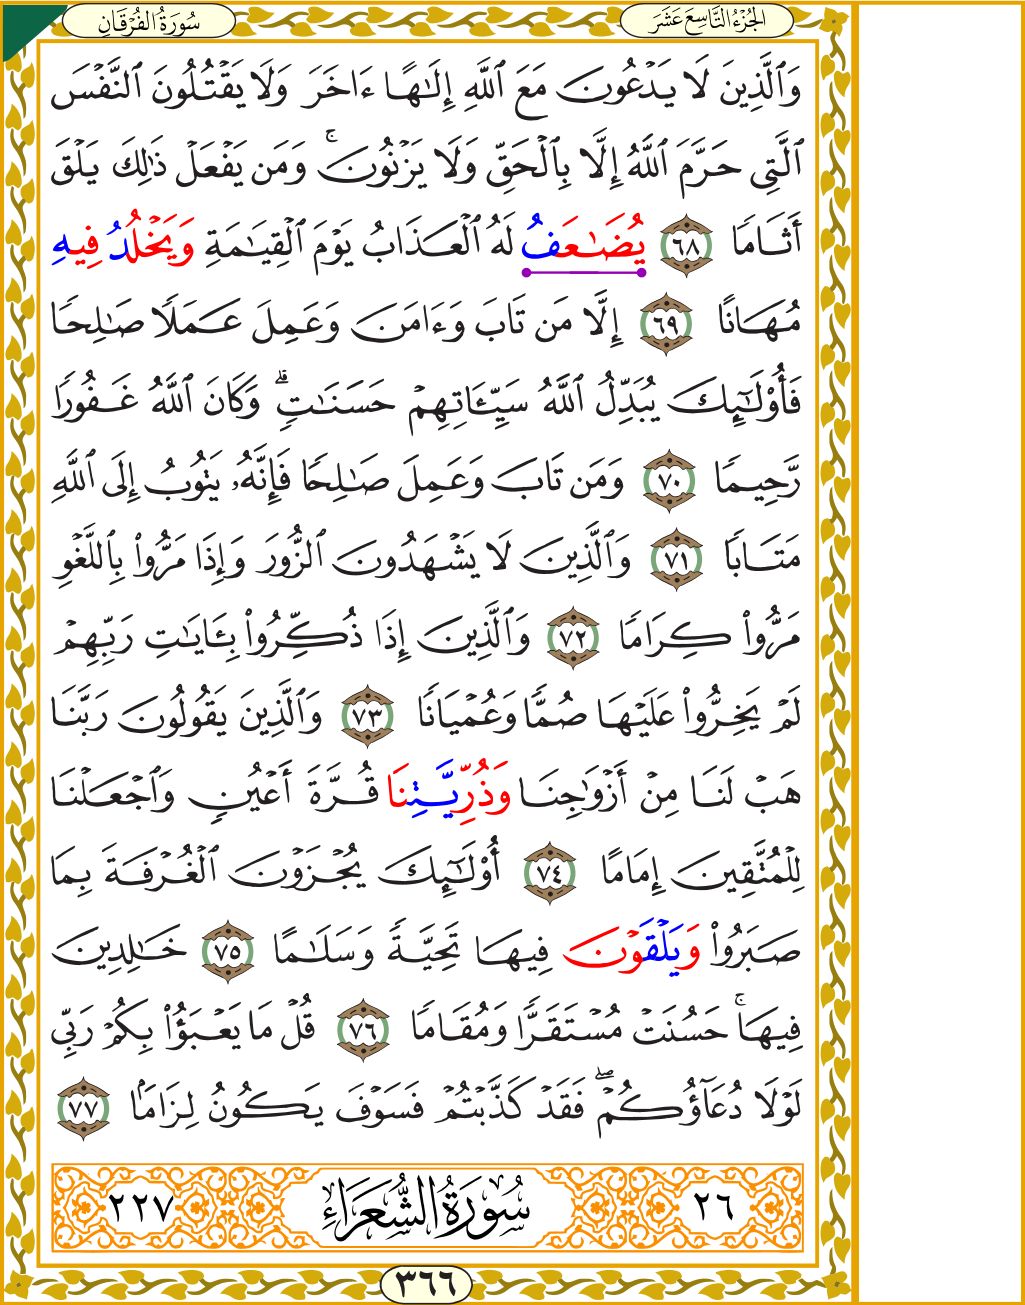 الجُزْءُ التَّاسِعَ عَشَرَ
سُورَةُ الفُرْقَانِ
وَٱلَّذِينَ لَا يَدْعُونَ مَعَ ٱللَّهِ إِلَـٰهًا ءَاخَرَ وَلَا يَقْتُلُونَ ٱلنَّفْسَ
ٱلَّتِى حَرَّمَ ٱللَّهُ إِلَّا بِٱلْحَقِّ وَلَا يَزْنُونَ ۚ وَمَن يَفْعَلْ ذَٰلِكَ يَلْقَ
أَثَامًا ٦٨ يُضَـٰعَفُ لَهُ ٱلْعَذَابُ يَوْمَ ٱلْقِيَـٰمَةِ وَيَخْلُدُ فِيهِ
مُهَانًا ٦٩ إِلَّا مَن تَابَ وَءَامَنَ وَعَمِلَ عَمَلًا صَـٰلِحًا
فَأُوْلَـٰٓئِكَ يُبَدِّلُ ٱللَّهُ سَيِّـَٔاتِهِمْ حَسَنَـٰتٍ ۗ وَكَانَ ٱللَّهُ غَفُورًا
رَّحِيمًا ٧٠ وَمَن تَابَ وَعَمِلَ صَـٰلِحًا فَإِنَّهُۥ يَتُوبُ إِلَى ٱللَّهِ
مَتَابًا ٧١ وَٱلَّذِينَ لَا يَشْهَدُونَ ٱلزُّورَ وَإِذَا مَرُّوا۟ بِٱللَّغْوِ
مَرُّوا۟ كِرَامًا ٧٢ وَٱلَّذِينَ إِذَا ذُكِّرُوا۟ بِـَٔايَـٰتِ رَبِّهِمْ
لَمْ يَخِرُّوا۟ عَلَيْهَا صُمًّا وَعُمْيَانًا ٧٣ وَٱلَّذِينَ يَقُولُونَ رَبَّنَا
هَبْ لَنَا مِنْ أَزْوَٰجِنَا وَذُرِّيَّتِنَا قُرَّةَ أَعْيُنٍ وَٱجْعَلْنَا
لِلْمُتَّقِينَ إِمَامًا ٧٤ أُوْلَـٰٓئِكَ يُجْزَوْنَ ٱلْغُرْفَةَ بِمَا
صَبَرُوا۟ وَيَلْقَوْنَ فِيهَا تَحِيَّةً وَسَلَـٰمًا ٧٥ خَـٰلِدِينَ
فِيهَا ۚ حَسُنَتْ مُسْتَقَرًّا وَمُقَامًا ٧٦ قُلْ مَا يَعْبَؤُا۟ بِكُمْ رَبِّى
لَوْلَا دُعَآؤُكُمْ ۖ فَقَدْ كَذَّبْتُمْ فَسَوْفَ يَكُونُ لِزَامًۢا ٧٧
٢٦ سُورَةُ الشُّعَرَاءِ ٢٢٧
٣٦٦